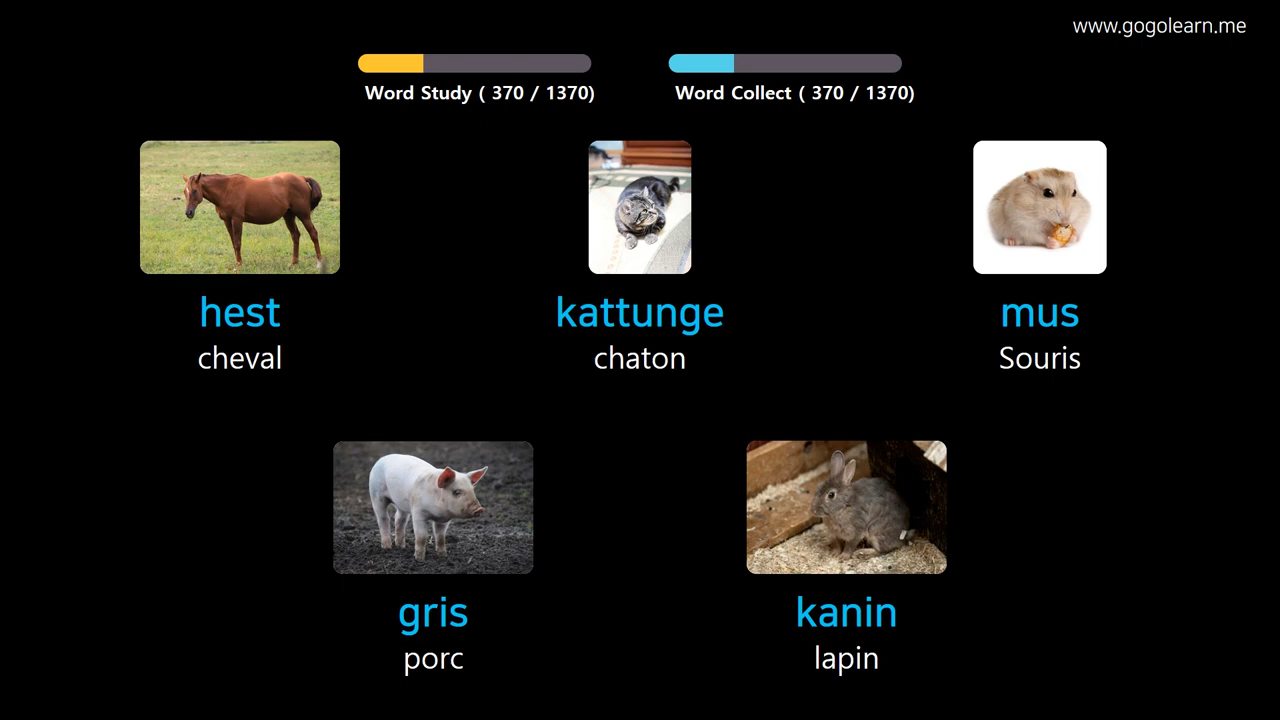 www.gogolearn.me
Word Study ( 370 / 1370)
Word Collect ( 370 / 1370)
hest
cheval
kattunge
chaton
mus
Souris
gris
porc
kanin
lapin